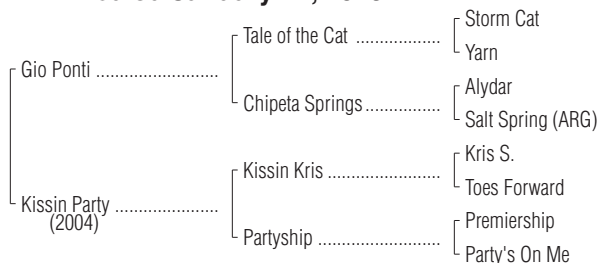 Storm Cat
Tale of the Cat ..................
Yarn
Gio Ponti ..........................
Alydar
Chipeta Springs .................
Salt Spring (ARG)
Kris S.
Kissin Kris ........................
Toes Forward
Kissin Party ......................
(2004)
Premiership
Partyship ..........................
Party's On Me